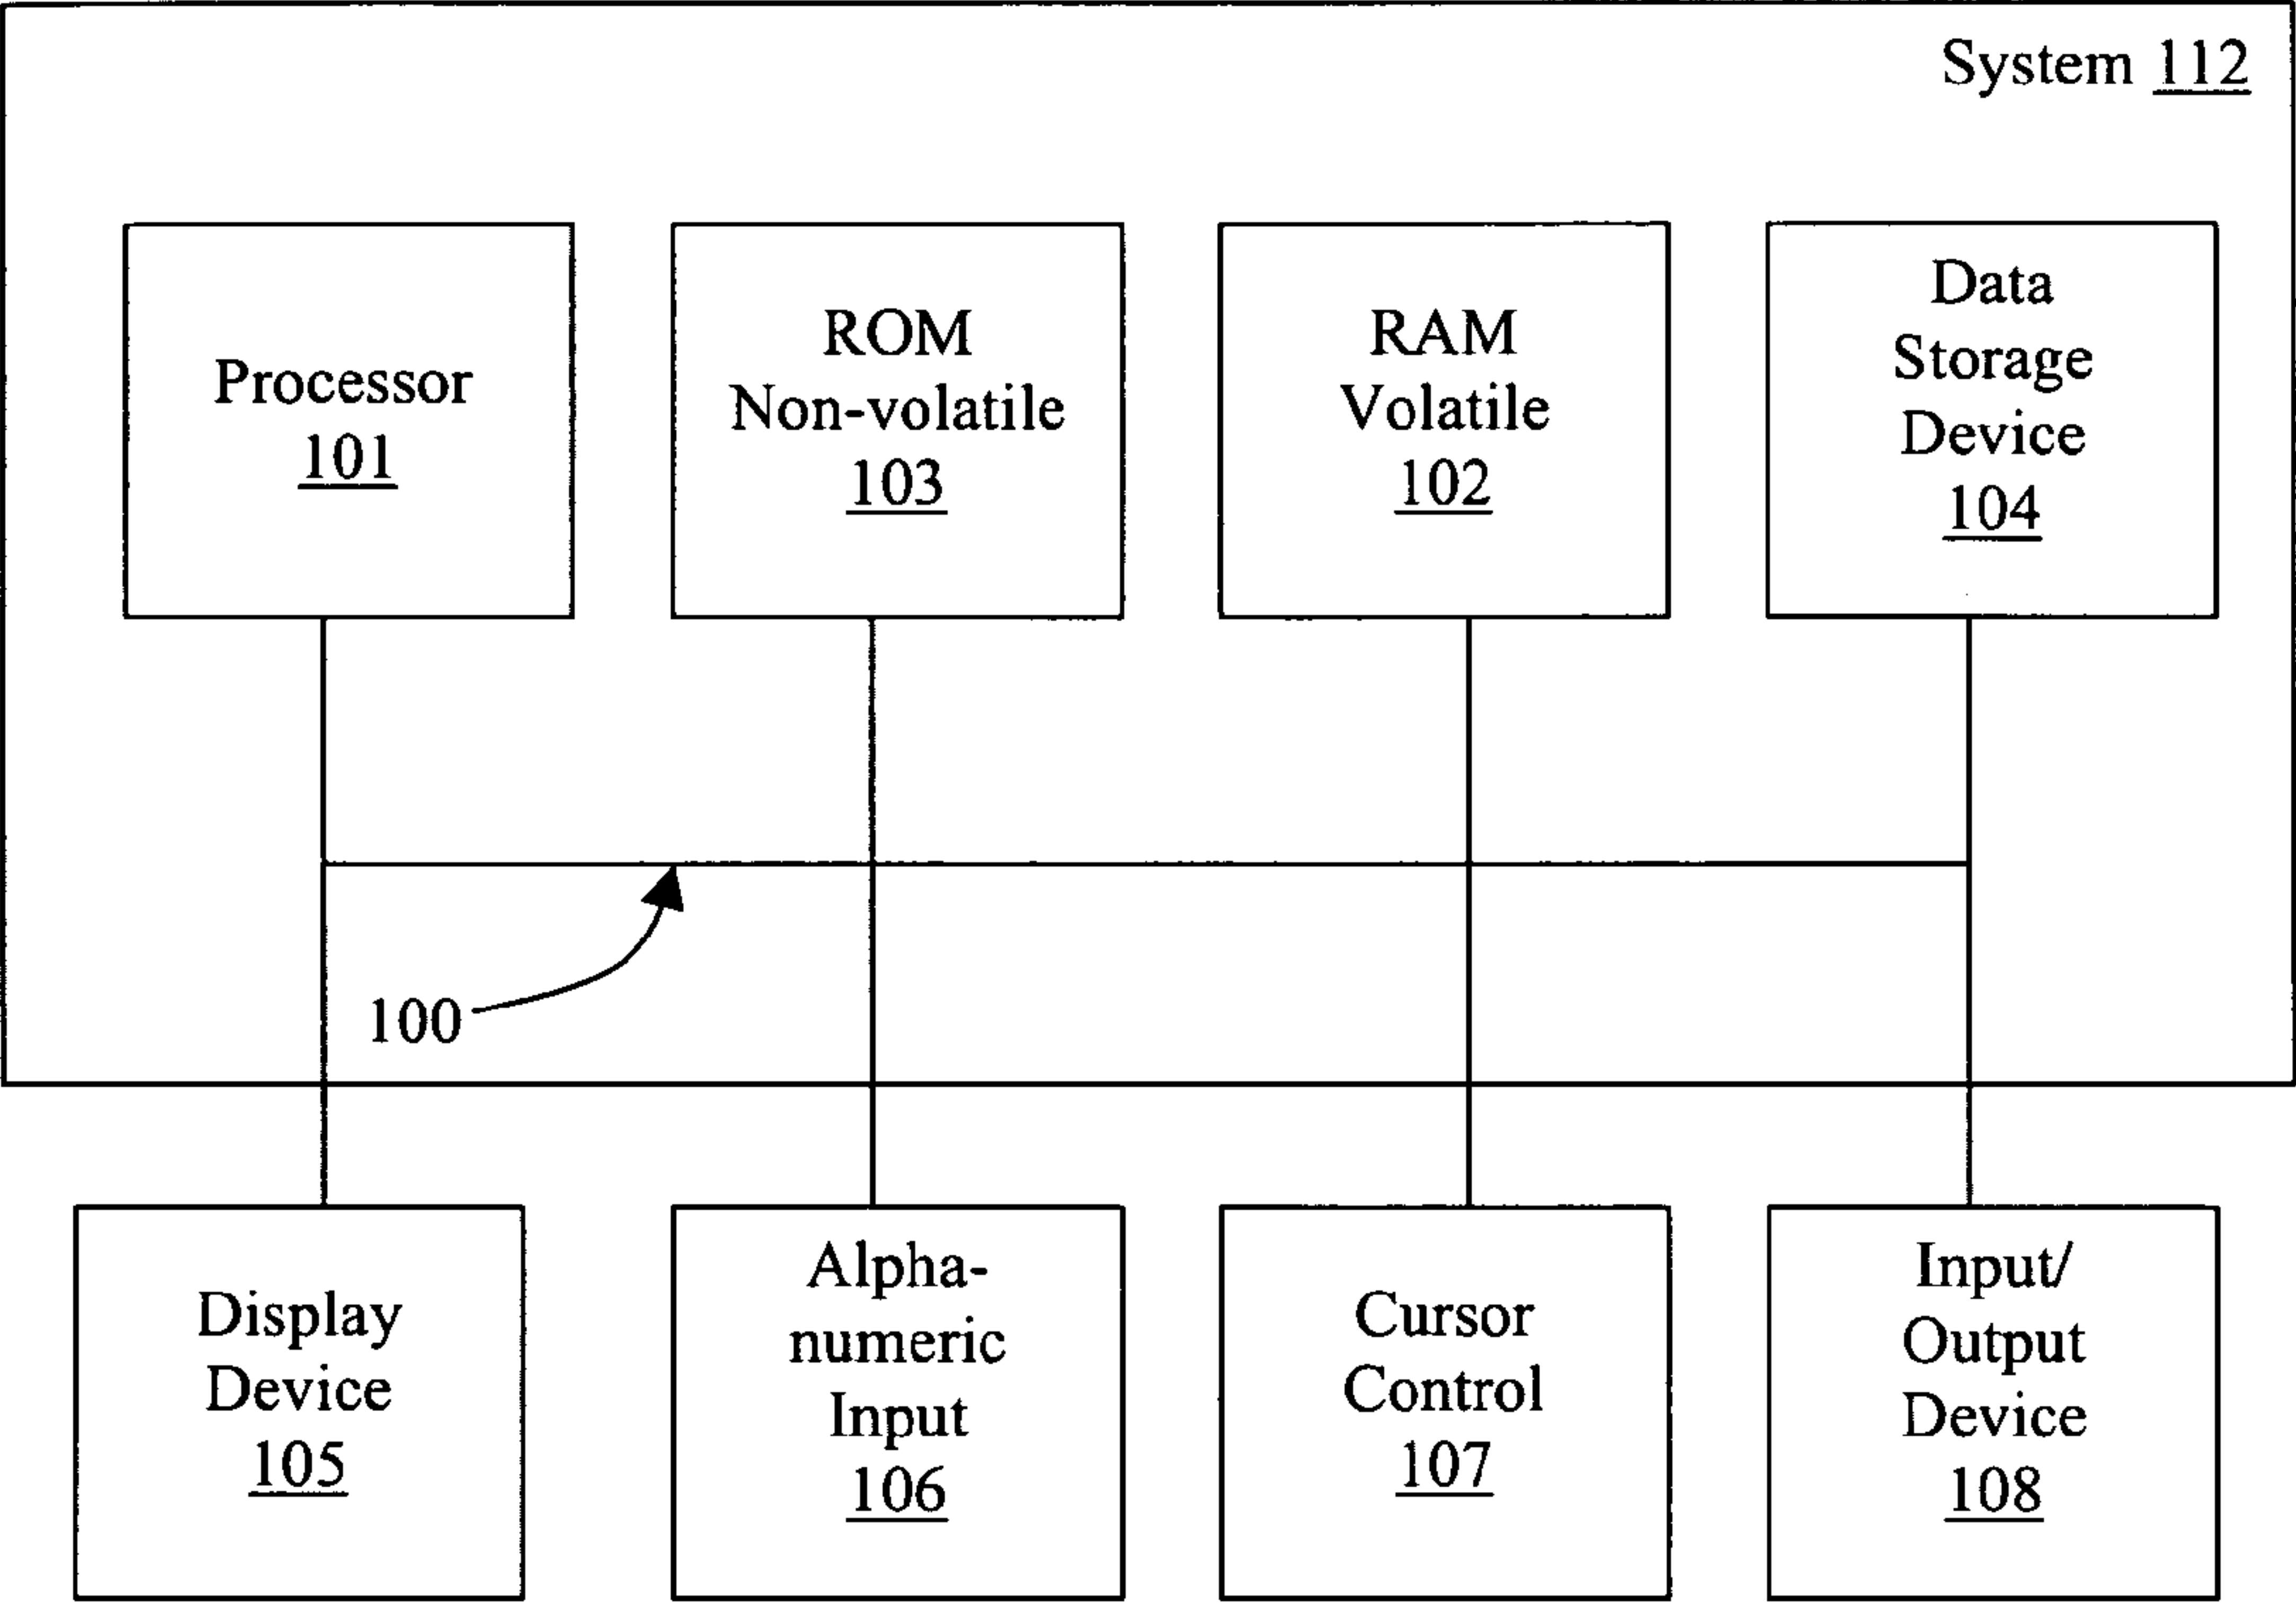 System 112
Processor
101
ROM
Non-volatile
103
RAM
Volatile
102
Data
Storage
Device
104
100
Display
Device
105
Alpha-
numeric
Input
106
Cursor
Control
107
Input/
Output
Device
108